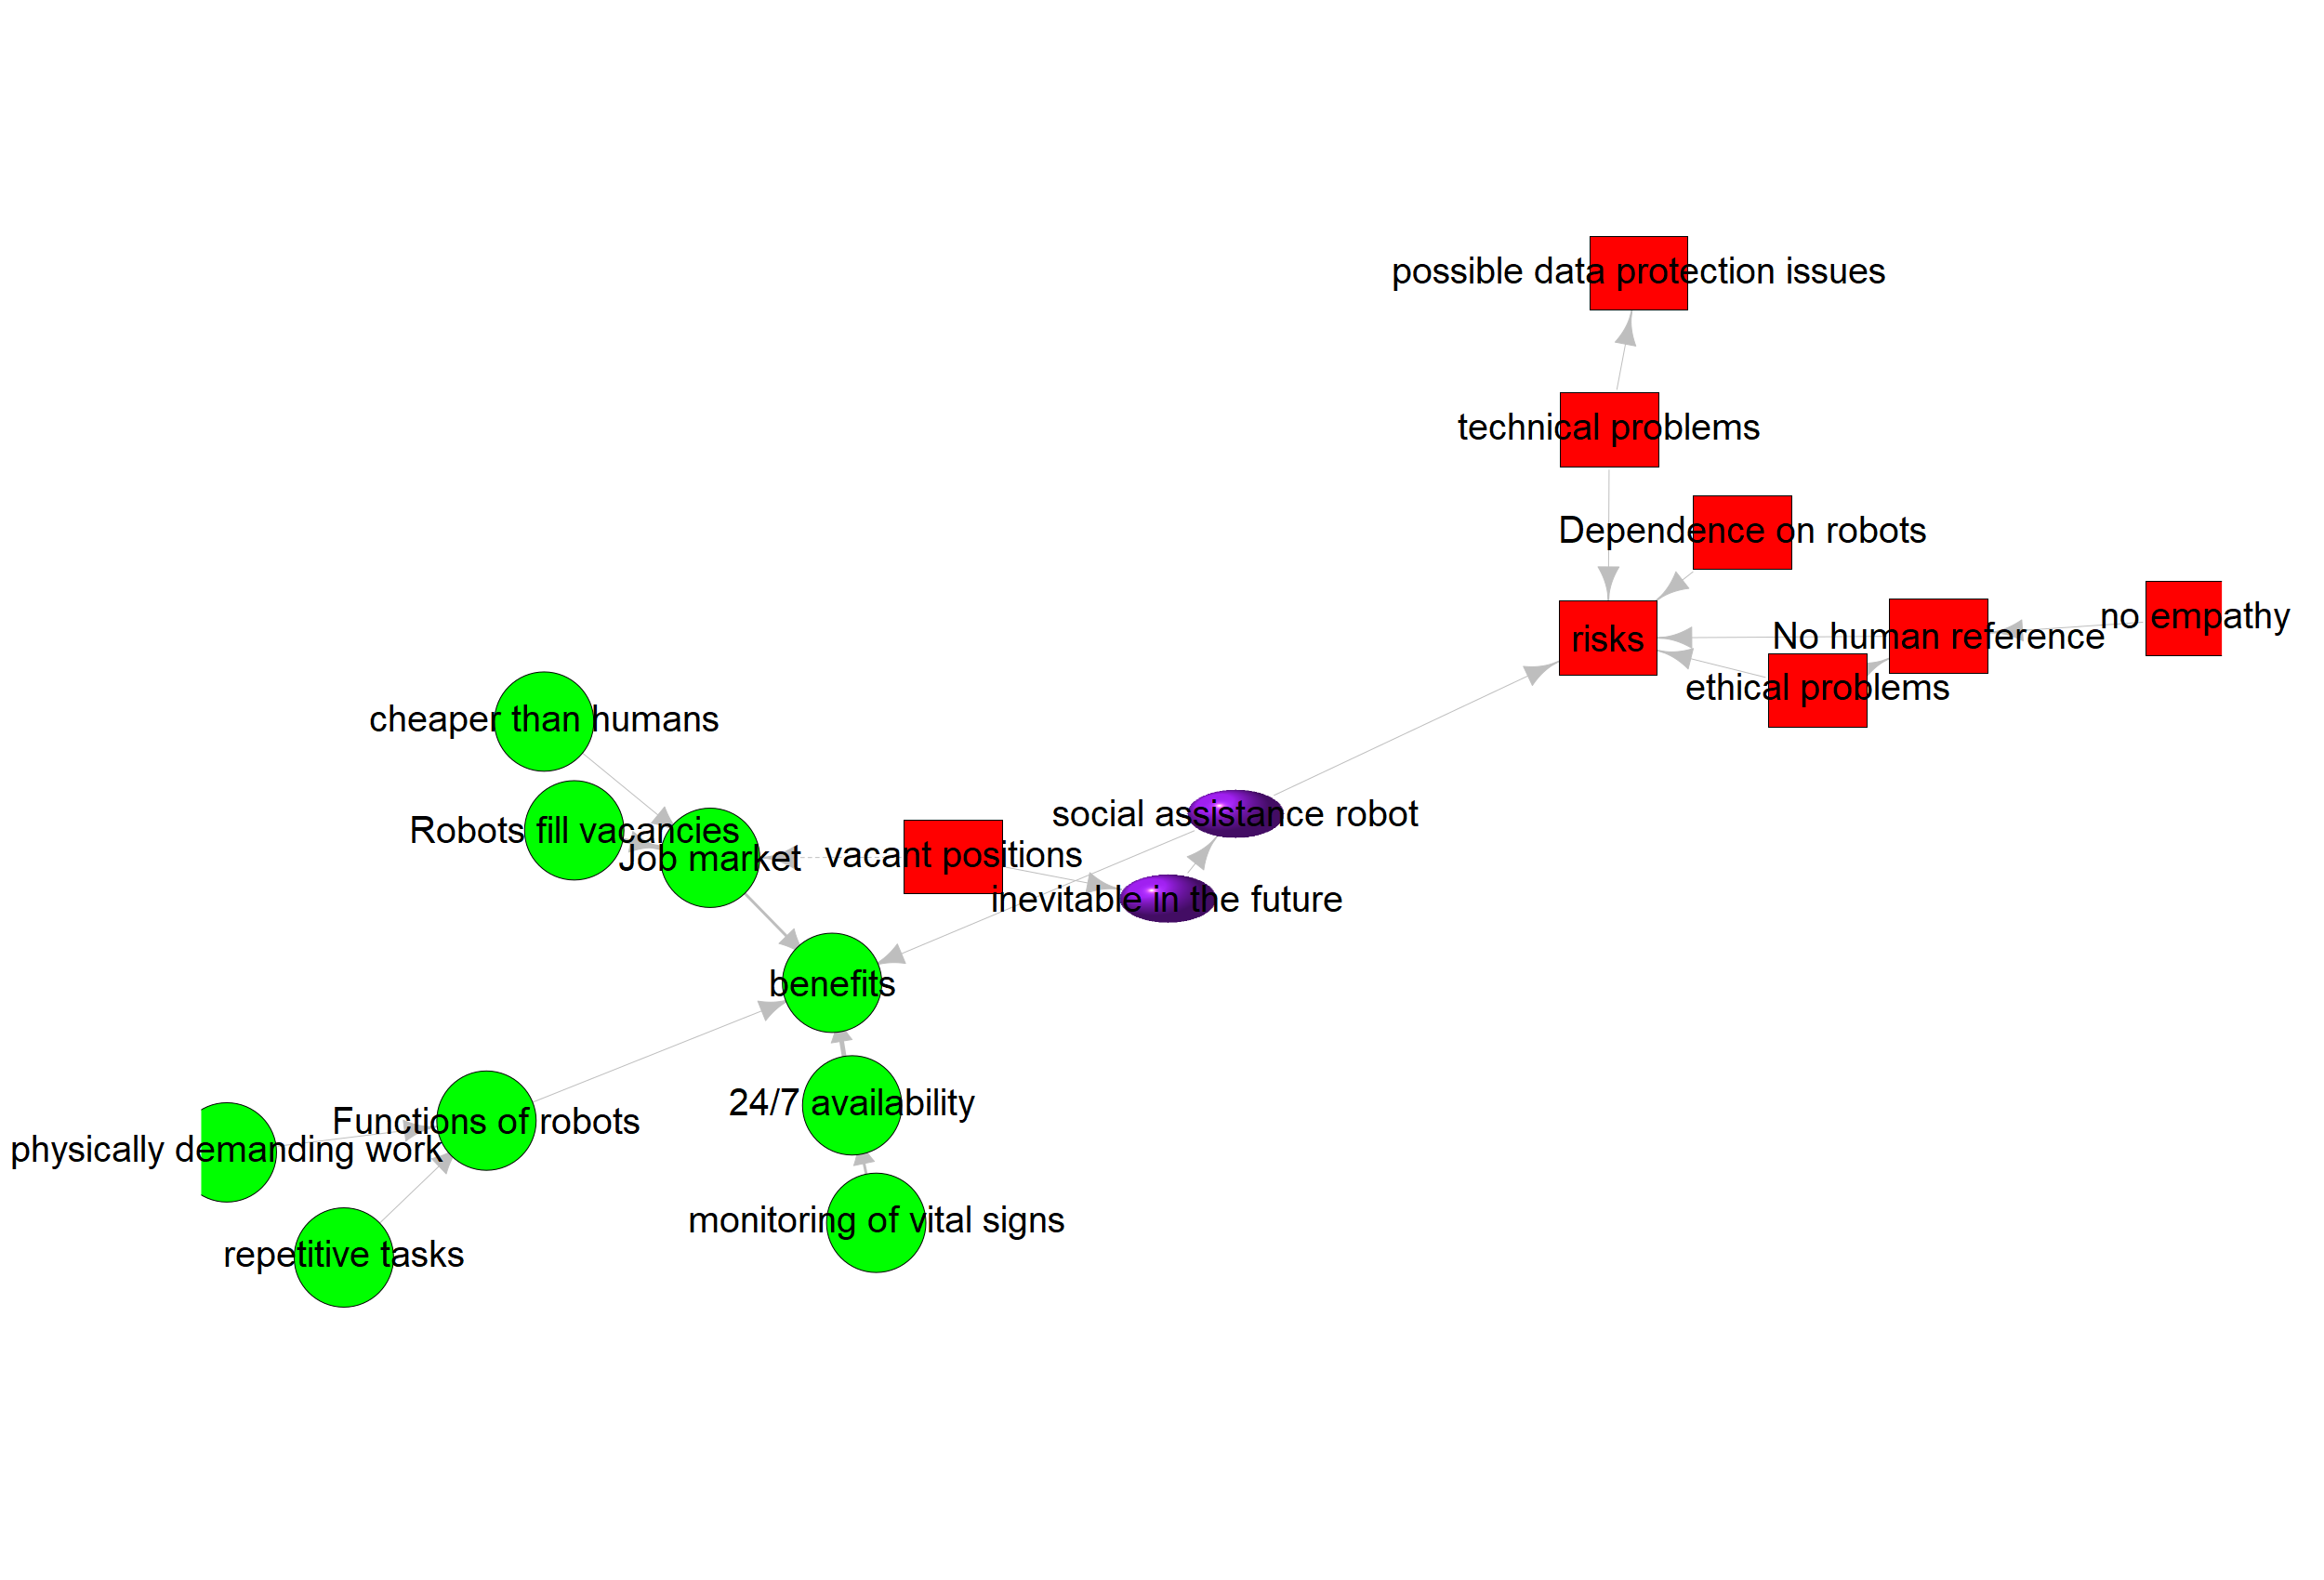 possible data protection issues
technical problems
Dependence on robots
no empathy
No human reference
risks
ethical problems
cheaper than humans
social assistance robot
Robots fill vacancies
Job market
vacant positions
inevitable in the future
benefits
24/7 availability
Functions of robots
physically demanding work
monitoring of vital signs
repetitive tasks